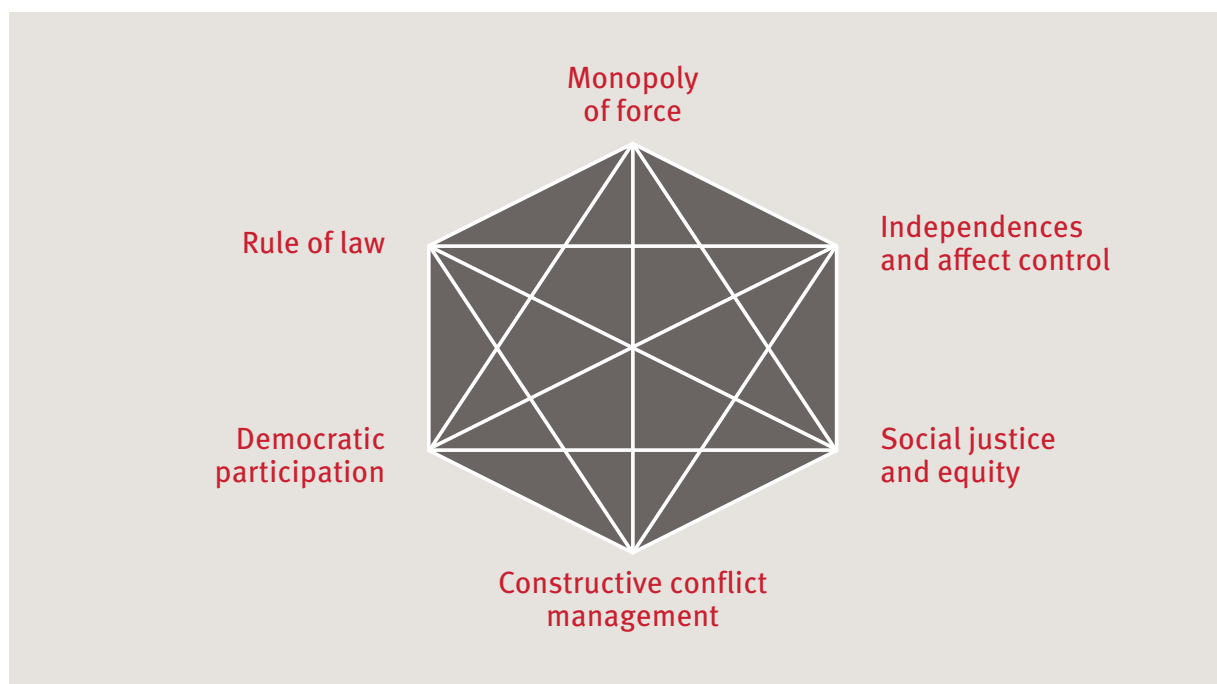 Monopoly
of force
Rule of law
Independences
and affect control
Democratic
participation
Social justice
and equity
Constructive conflict
management